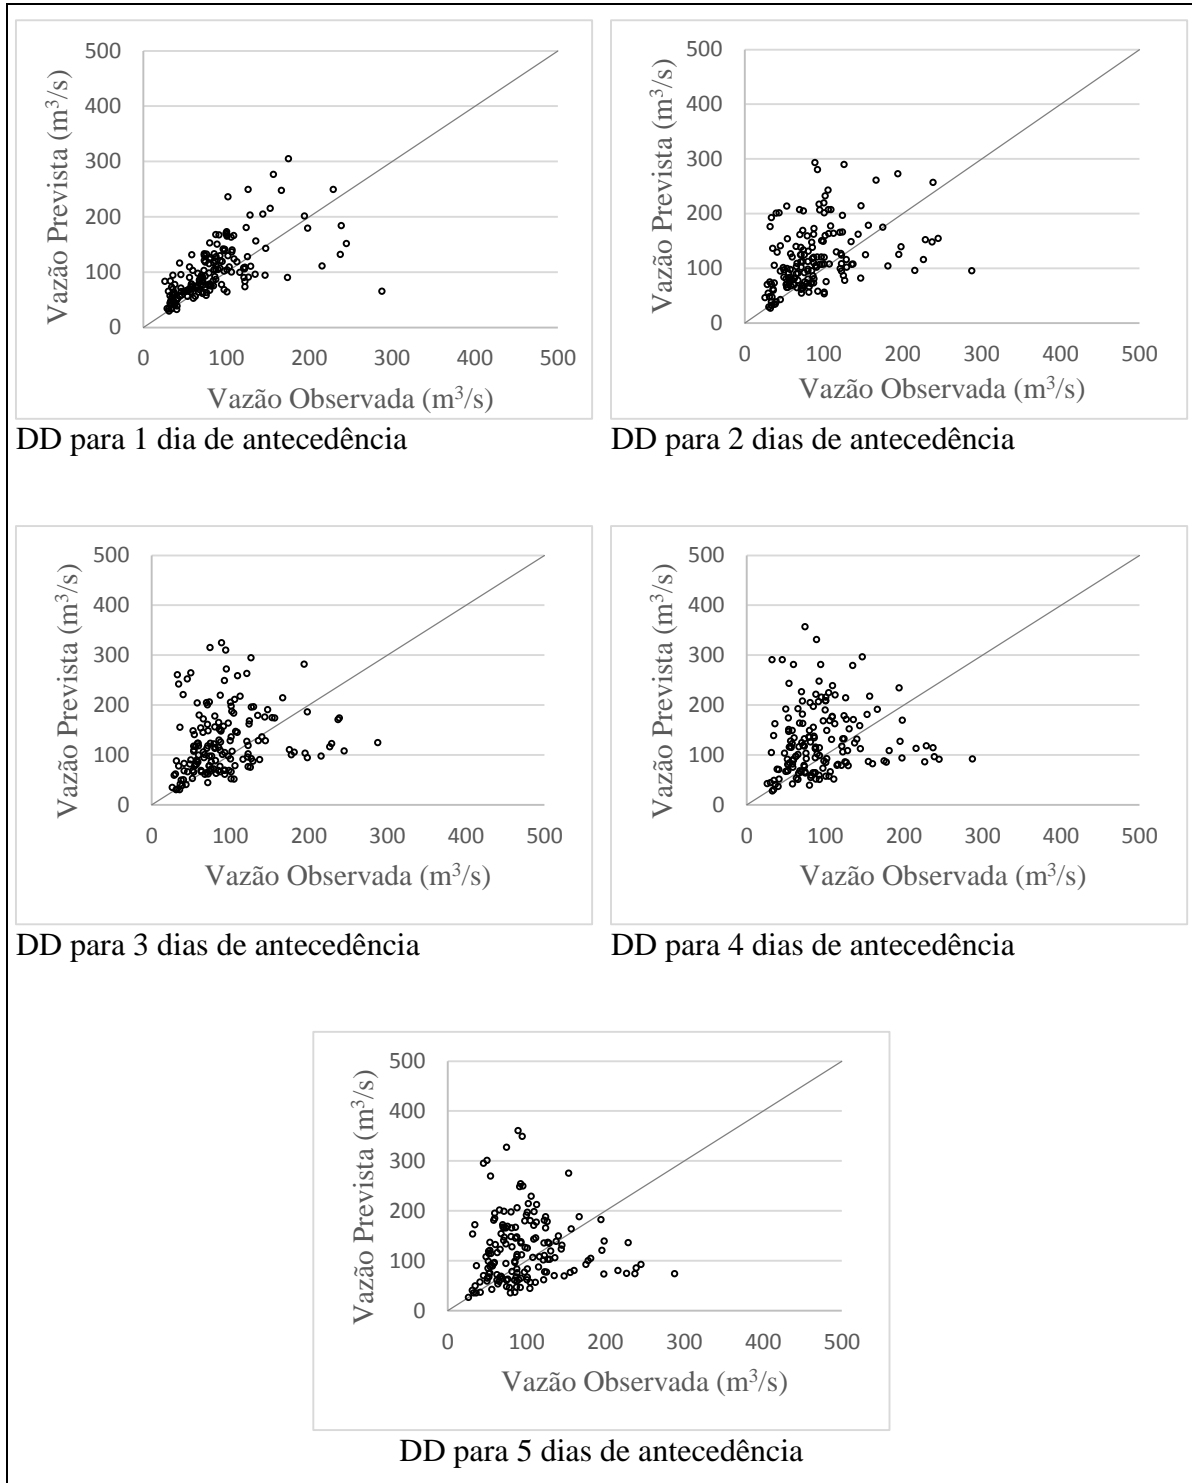 500
400
300
200
100
0
Vazão Prevista (m³/s)
0 100 200 300 400 500
Vazão Observada (m³/s)
DD para 1 dia de antecedência
500
400
300
200
100
0
Vazão Prevista (m³/s)
0 100 200 300 400 500
Vazão Observada (m³/s)
DD para 2 dias de antecedência
500
400
300
200
100
0
Vazão Prevista (m³/s)
0 100 200 300 400 500
Vazão Observada (m³/s)
DD para 3 dias de antecedência
500
400
300
200
100
0
Vazão Prevista (m³/s)
0 100 200 300 400 500
Vazão Observada (m³/s)
DD para 4 dias de antecedência
500
400
300
200
100
0
Vazão Prevista (m³/s)
0 100 200 300 400 500
Vazão Observada (m³/s)
DD para 5 dias de antecedência